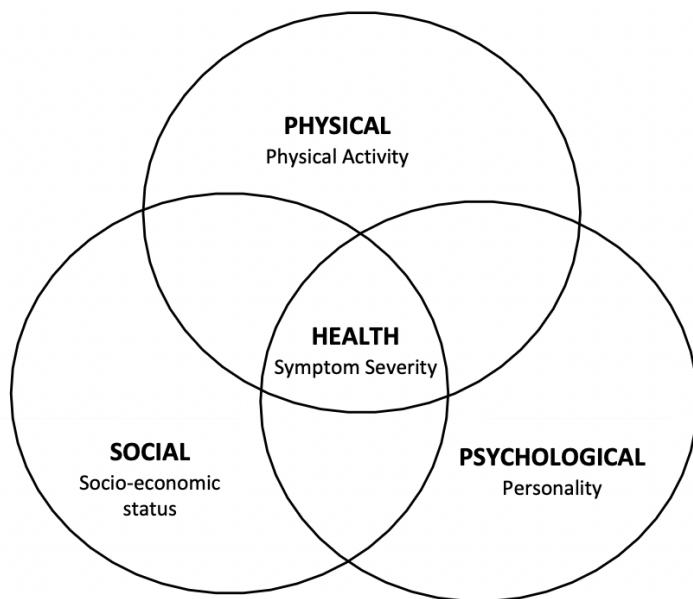 PHYSICAL
Physical Activity
HEALTH
Symptom Severity
SOCIAL
Socio-economic
status
PSYCHOLOGICAL
Personality